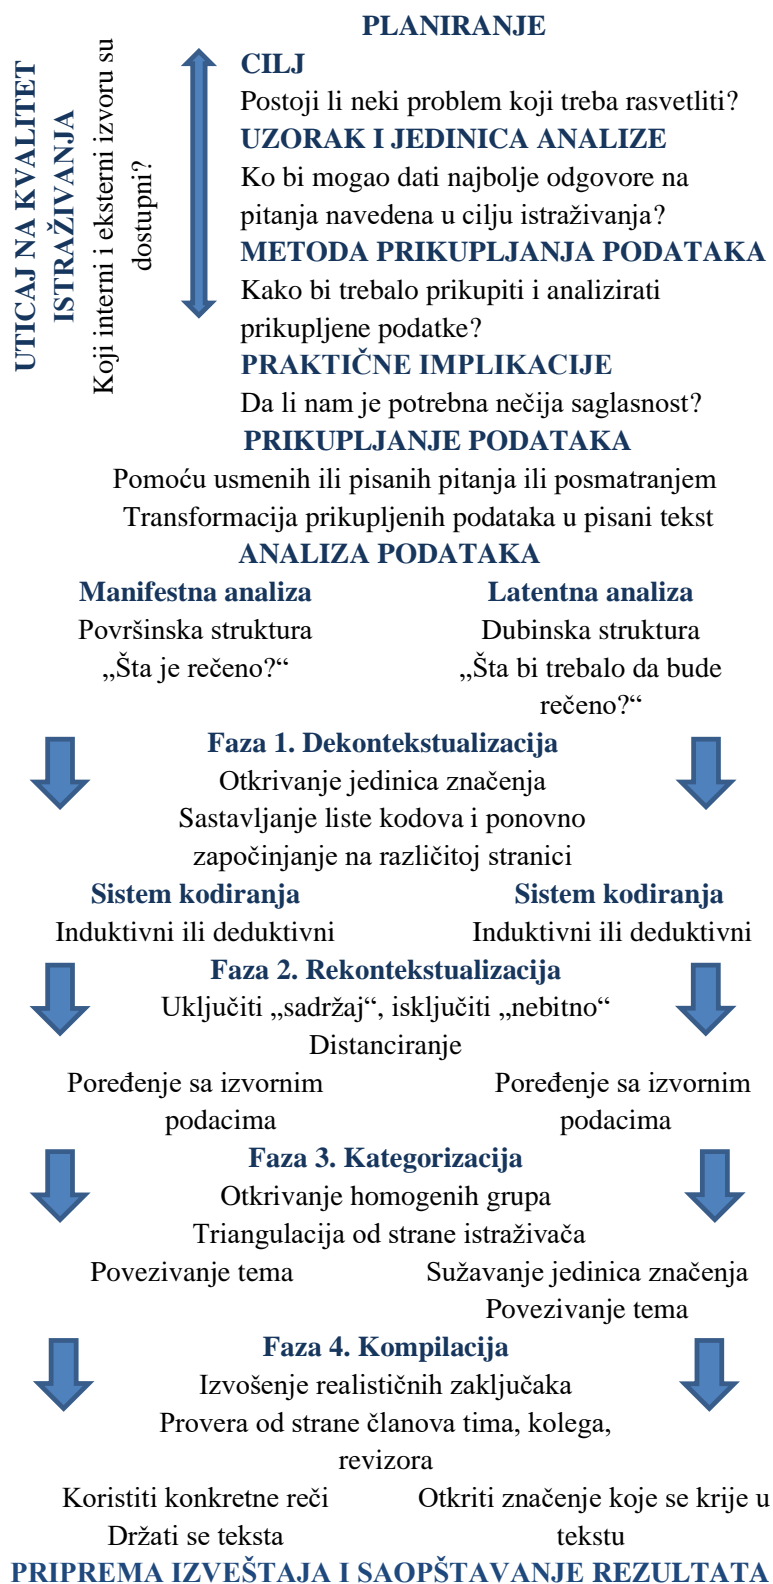 PLANIRANJE
UTICAJ NA KVALITET
ISTRAŽIVANJA
Koji interni i eksterni izvoru su
dostupni?
CILJ
Postoji li neki problem koji treba rasvetliti?
UZORAK I JEDINICA ANALIZE
Ko bi mogao dati najbolje odgovore na
pitanja navedena u cilju istraživanja?
METODA PRIKUPLJANJA PODATAKA
Kako bi trebalo prikupiti i analizirati
prikupljene podatke?
PRAKTIČNE IMPLIKACIJE
Da li nam je potrebna nečija saglasnost?
PRIKUPLJANJE PODATAKA
Pomoću usmenih ili pisanih pitanja ili posmatranjem
Transformacija prikupljenih podataka u pisani tekst
ANALIZA PODATAKA
Manifestna analiza
Površinska struktura
„Šta je rečeno?“
Latentna analiza
Dubinska struktura
„Šta bi trebalo da bude
rečeno?“
Faza 1. Dekontekstualizacija
Otkrivanje jedinica značenja
Sastavljanje liste kodova i ponovno
započinjanje na različitoj stranici
Sistem kodiranja
Induktivni ili deduktivni
Sistem kodiranja
Induktivni ili deduktivni
Faza 2. Rekontekstualizacija
Uključiti „sadržaj“, isključiti „nebitno“
Distanciranje
Poređenje sa izvornim
podacima
Poređenje sa izvornim
podacima
Faza 3. Kategorizacija
Otkrivanje homogenih grupa
Triangulacija od strane istraživača
Povezivanje tema
Sužavanje jedinica značenja
Povezivanje tema
Faza 4. Kompilacija
Izvošenje realističnih zaključaka
Provera od strane članova tima, kolega,
revizora
Koristiti konkretne reči
Držati se teksta
Otkriti značenje koje se krije u
tekstu
PRIPREMA IZVEŠTAJA I SAOPŠTAVANJE REZULTATA